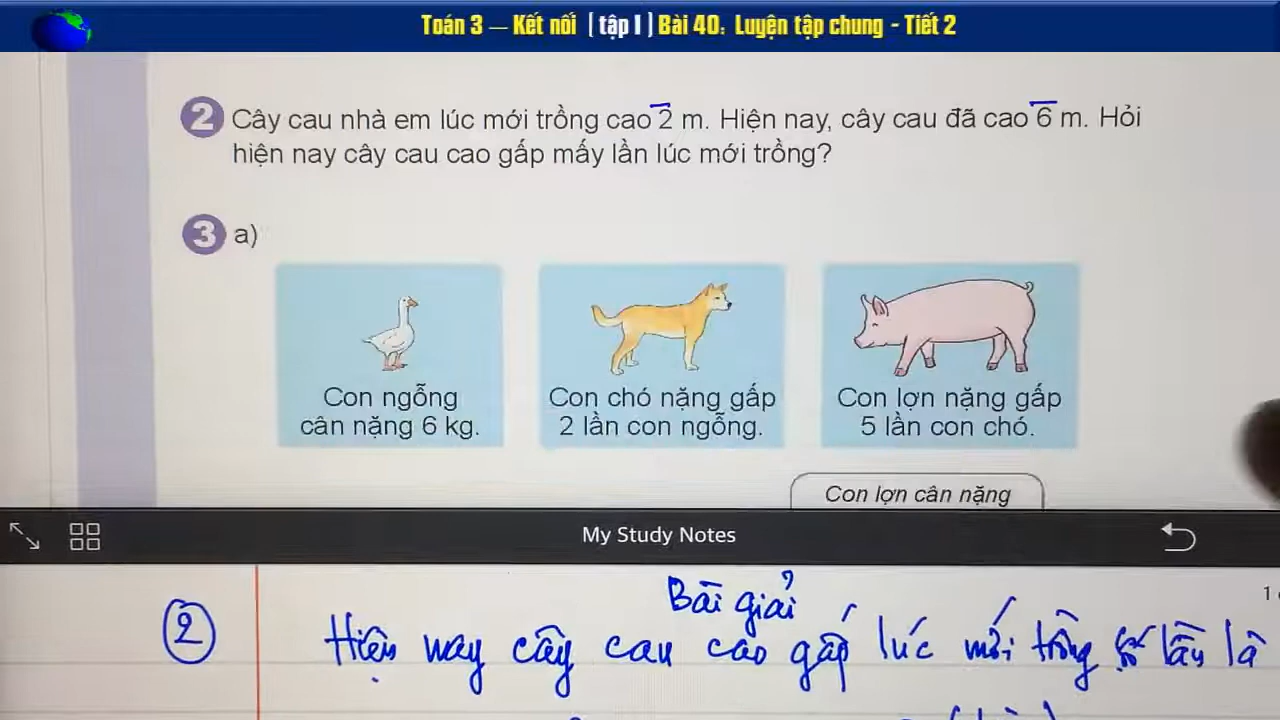 Toán 3 – Kết nối [ tập 1 ] Bài 40: Luyện tập chung - Tiết 2
2 Cây cau nhà em lúc mới trồng cao 2 m. Hiện nay, cây cau đã cao 6 m. Hỏi
hiện nay cây cau cao gấp mấy lần lúc mới trồng?
3 a)
Con ngỗng
cân nặng 6 kg.
Con chó nặng gấp
2 lần con ngỗng.
Con lợn nặng gấp
5 lần con chó.
Con lợn cân nặng
My Study Notes
Bài giải
2 Hiện nay cây cau cao gấp lúc mới trồng số lần là